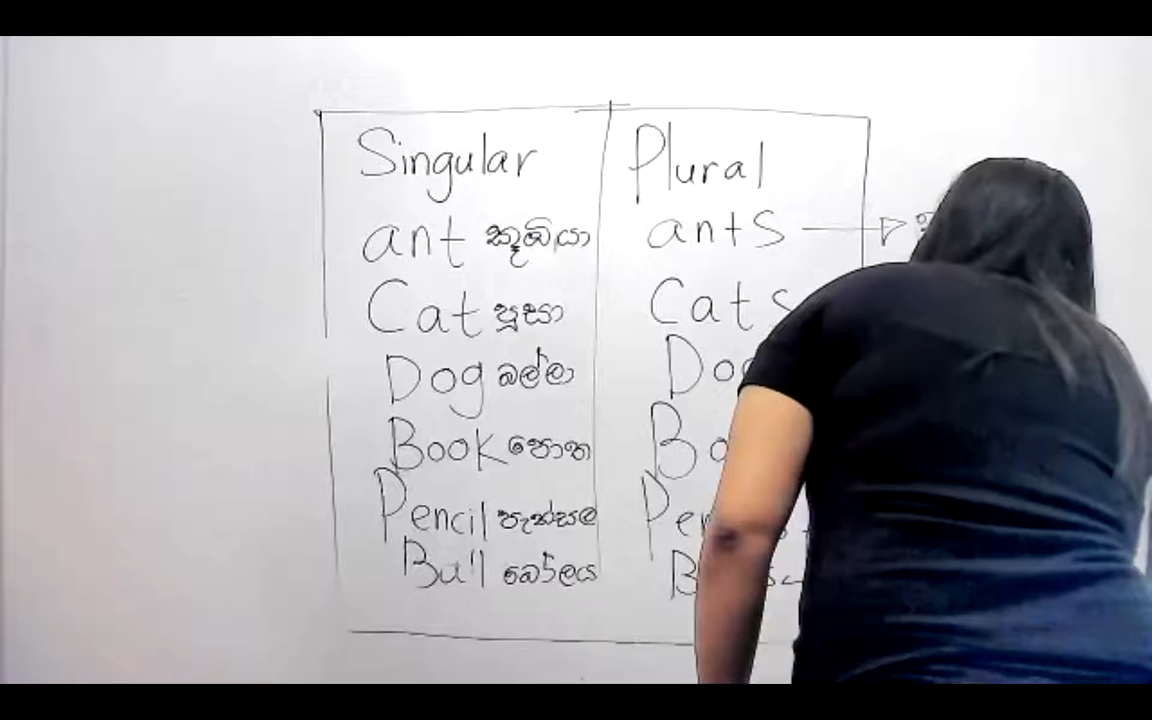 Singular Plural
ant කූඹියා ants
Cat පූසා Cats
Dog බල්ලා
Book පොත
Pencil පැන්සල
Ball බෝලය